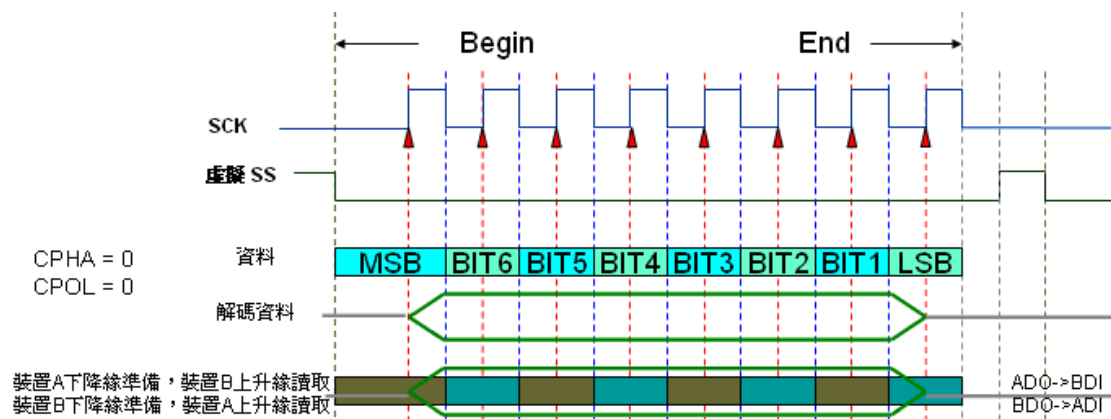 Begin End
SCK
虛擬 SS
CPHA = 0
CPOL = 0
資料 MSB BIT6 BIT5 BIT4 BIT3 BIT2 BIT1 LSB
解碼資料
裝置A下降緣準備，裝置B上升緣讀取 ADO->BDI
裝置B下降緣準備，裝置A上升緣讀取 BDO->ADI